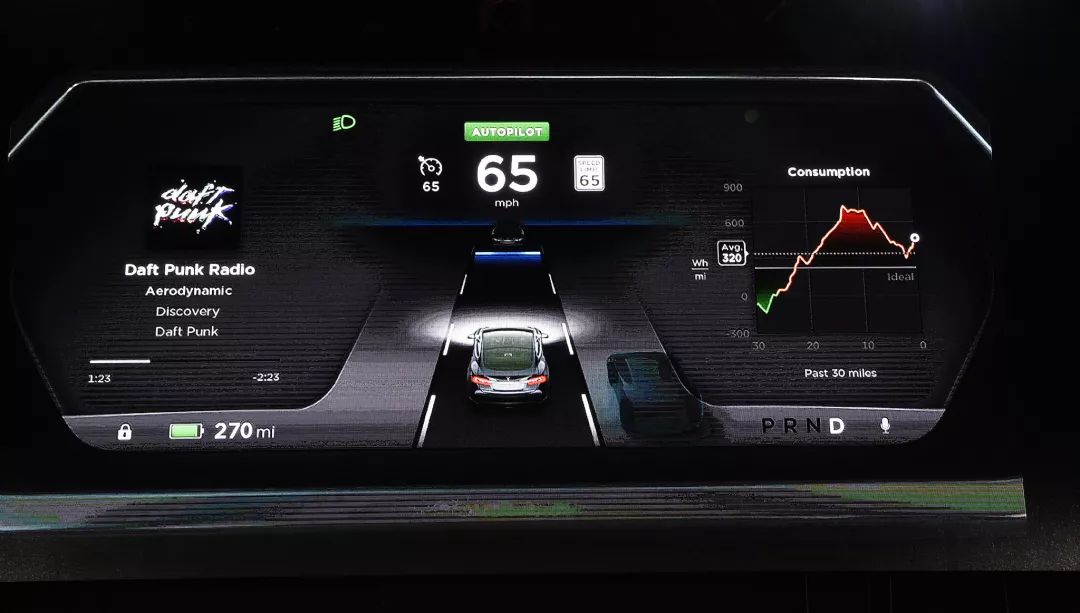 AUTOPILOT
65
65
mph
SPEED
LIMIT
65
daft
punk
Daft Punk Radio
Aerodynamic
Discovery
Daft Punk
1:23
-2:23
270 mi
Consumption
900
600
Avg.
320
Wh
mi
Ideal
0
-300
30
20
10
0
Past 30 miles
P R N D